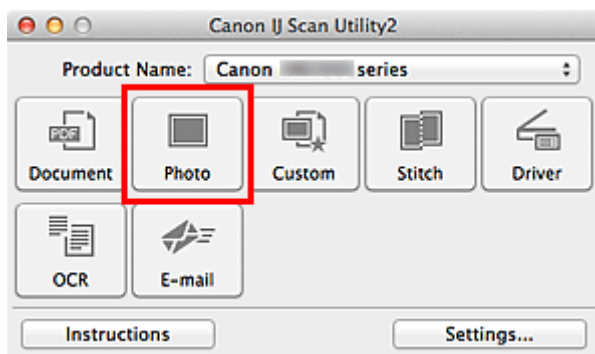 Canon IJ Scan Utility2
Product Name: Canon series
PDF
Document Photo Custom Stitch Driver
OCR E-mail
Instructions Settings...